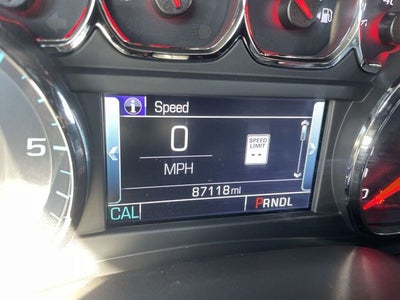 Speed
0
MPH
SPEED
LIMIT
--
87118mi
CAL
PRNDL
5